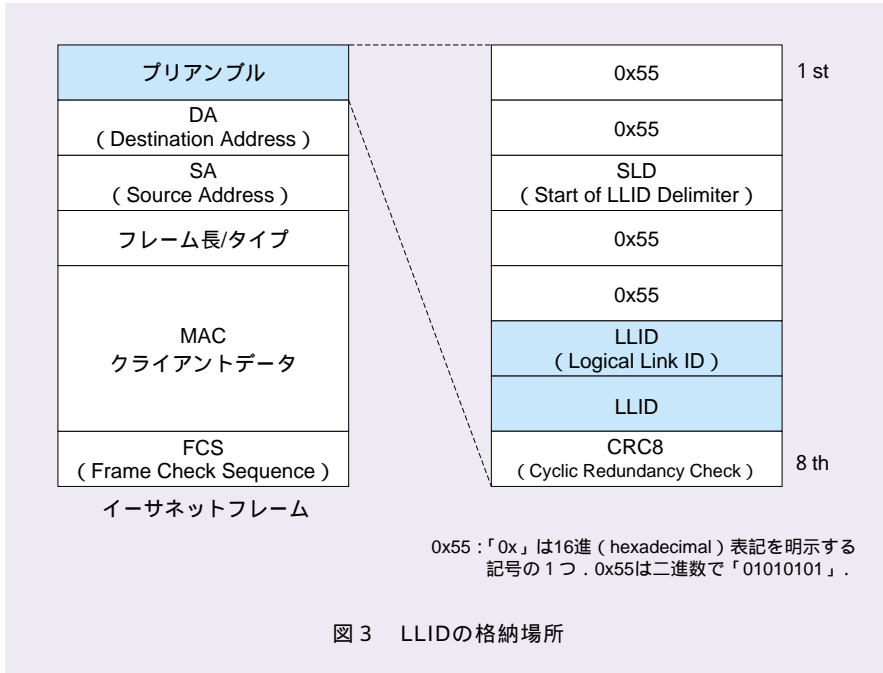 プリアンブル
DA
( Destination Address )
SA
( Source Address )
フレーム長/タイプ
MAC
クライアントデータ
FCS
( Frame Check Sequence )
イーサネットフレーム
0x55
1 st
0x55
SLD
( Start of LLID Delimiter )
0x55
0x55
LLID
( Logical Link ID )
LLID
CRC8
( Cyclic Redundancy Check )
8 th
0x55:「0x」は16進(hexadecimal)表記を明示する
記号の1つ.0x55は二進数で「01010101」.
図3 LLIDの格納場所